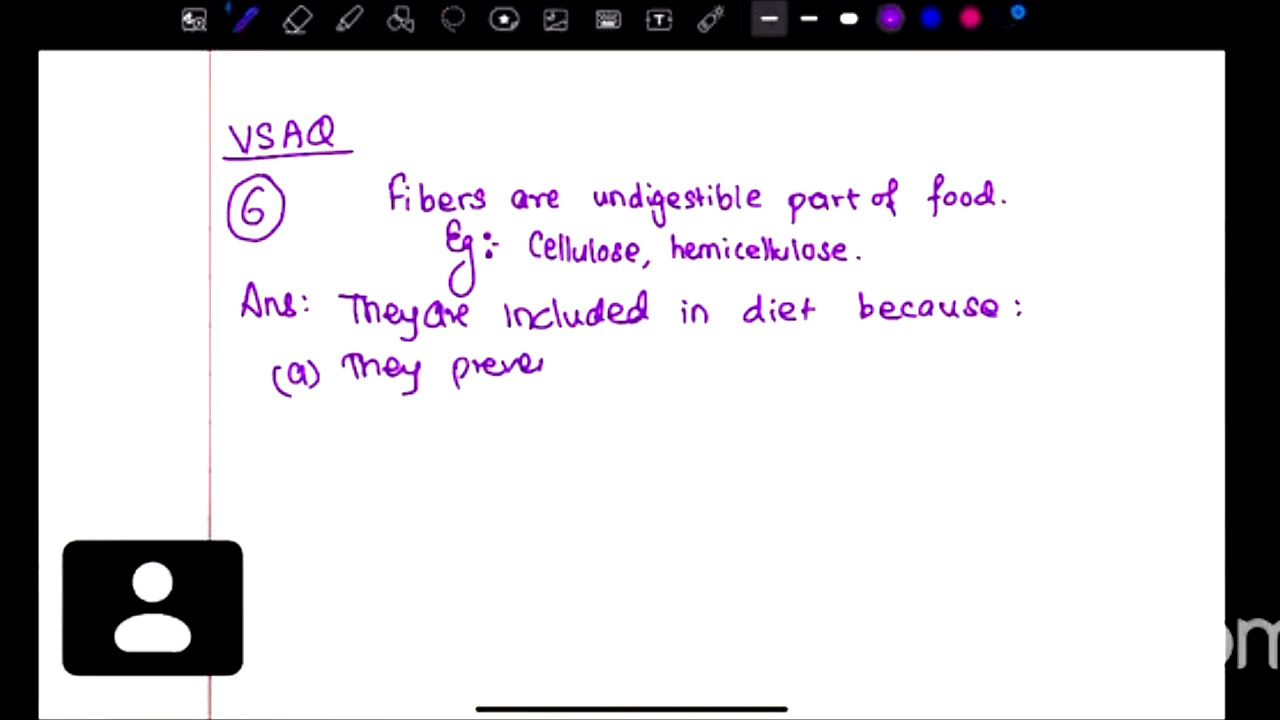 VSAQ
6 Fibers are undigestible part of food.
Eg:- Cellulose, hemicellulose.
Ans: They are included in diet because:
(a) They preve
om